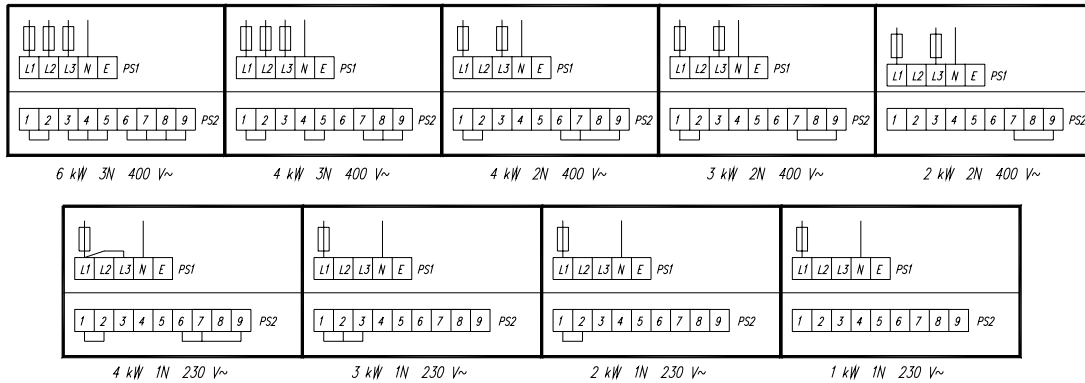 L1 L2 L3 N E PS1
1 2 3 4 5 6 7 8 9 PS2
6 kW 3N 400 V~
L1 L2 L3 N E PS1
1 2 3 4 5 6 7 8 9 PS2
4 kW 3N 400 V~
L1 L2 L3 N E PS1
1 2 3 4 5 6 7 8 9 PS2
4 kW 2N 400 V~
L1 L2 L3 N E PS1
1 2 3 4 5 6 7 8 9 PS2
3 kW 2N 400 V~
L1 L2 L3 N E PS1
1 2 3 4 5 6 7 8 9 PS2
2 kW 2N 400 V~
L1 L2 L3 N E PS1
1 2 3 4 5 6 7 8 9 PS2
4 kW 1N 230 V~
L1 L2 L3 N E PS1
1 2 3 4 5 6 7 8 9 PS2
3 kW 1N 230 V~
L1 L2 L3 N E PS1
1 2 3 4 5 6 7 8 9 PS2
2 kW 1N 230 V~
L1 L2 L3 N E PS1
1 2 3 4 5 6 7 8 9 PS2
1 kW 1N 230 V~